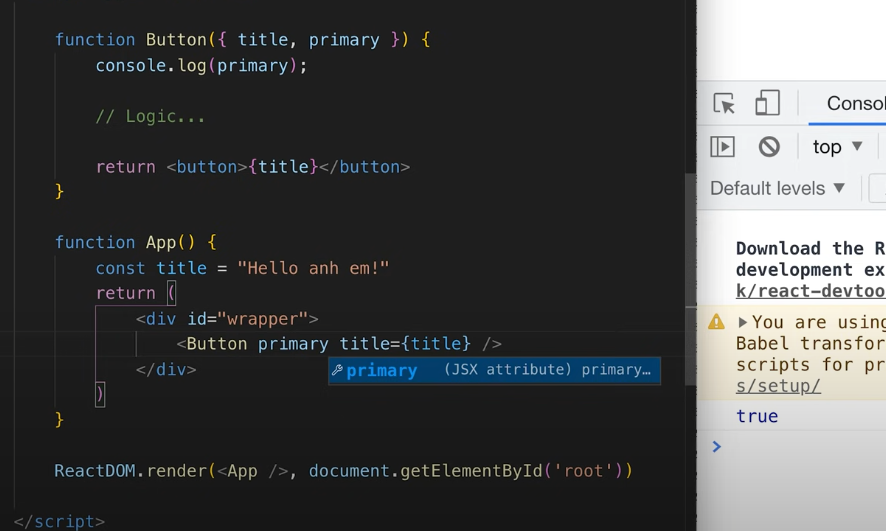 function Button({ title, primary }) {
console.log(primary);
// Logic...
return <button>{title}</button>
}
function App() {
const title = "Hello anh em!"
return (
<div id="wrapper">
<Button primary title={title} />
</div>
primary (JSX attribute) primary…
)
}
ReactDOM.render(<App />, document.getElementById('root'))
</script>
Consol
top
Default levels
Download the R
development ex
k/react-devtoo
You are using
Babel transfor
scripts for pr
s/setup/
true